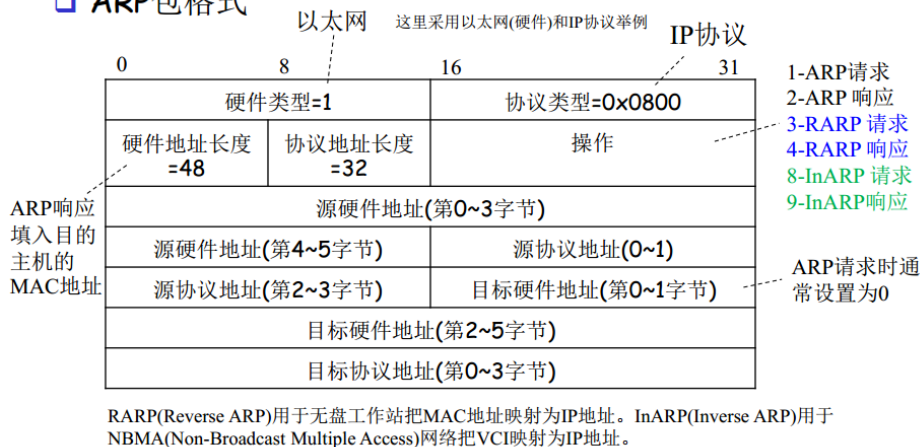 ARP包格式
以太网
这里采用以太网(硬件)和IP协议举例
IP协议
0 8 16 31
硬件类型=1
协议类型=0x0800
硬件地址长度
=48
协议地址长度
=32
操作
1-ARP请求
2-ARP 响应
3-RARP 请求
4-RARP 响应
8-InARP 请求
9-InARP响应
ARP响应
填入目的
主机的
MAC地址
源硬件地址(第0~3字节)
源硬件地址(第4~5字节)
源协议地址(0~1)
源协议地址(第2~3字节)
目标硬件地址(第0~1字节)
ARP请求时通
常设置为0
目标硬件地址(第2~5字节)
目标协议地址(第0~3字节)
RARP(Reverse ARP)用于无盘工作站把MAC地址映射为IP地址。InARP(Inverse ARP)用于
NBMA(Non-Broadcast Multiple Access)网络把VCI映射为IP地址。